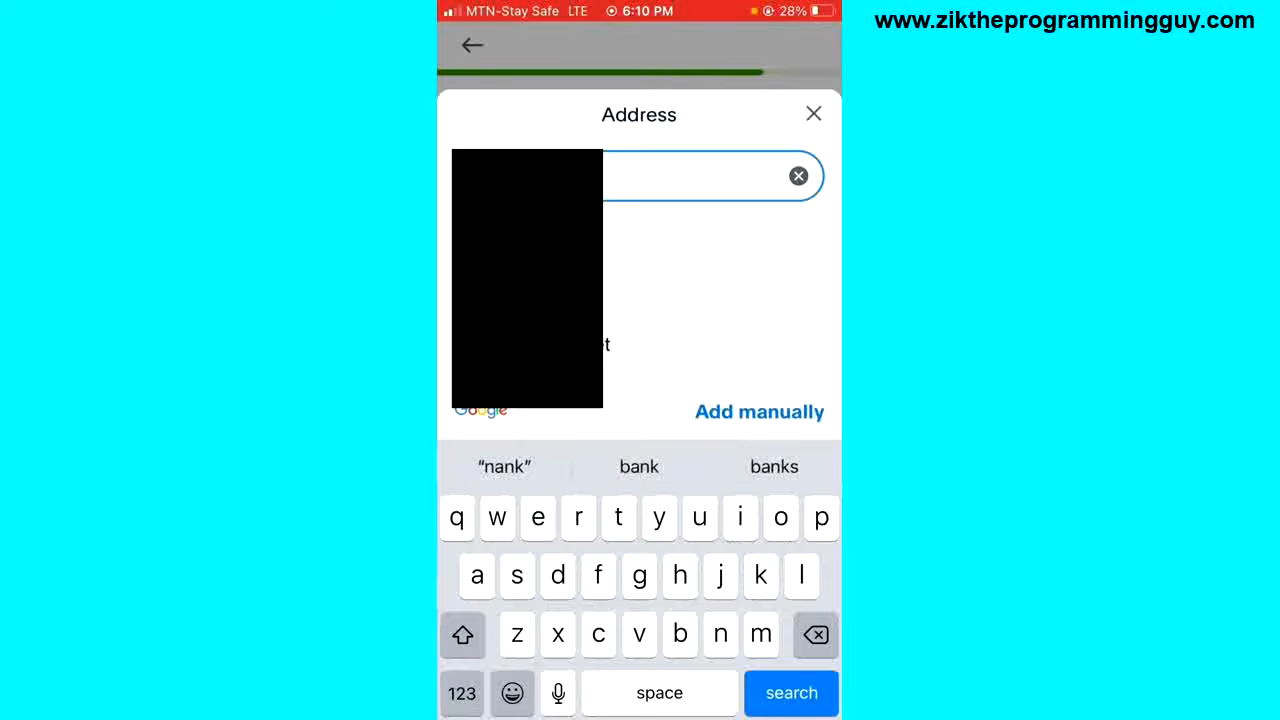 www.ziktheprogrammingguy.com
MTN-Stay Safe LTE 6:10 PM 28%
Address
Google
Add manually
“nank” bank banks
q w e r t y u i o p
a s d f g h j k l
z x c v b n m
123 space search